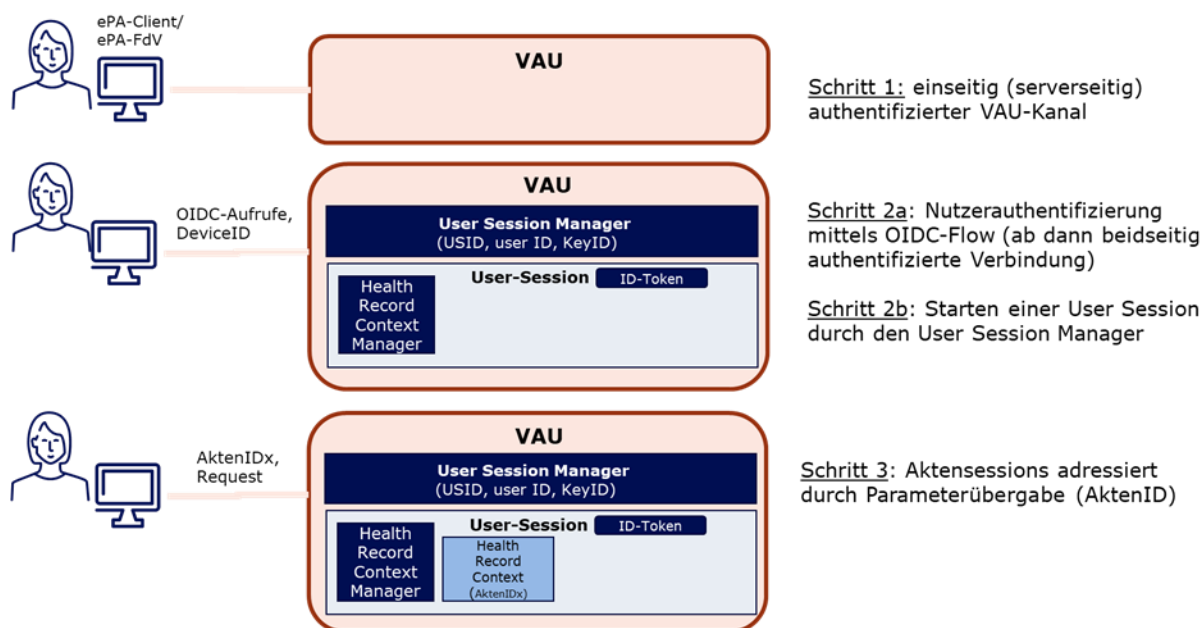 ePA-Client/
ePA-FdV
VAU
Schritt 1: einseitig (serverseitig)
authentifizierter VAU-Kanal
VAU
OIDC-Aufrufe,
DeviceID
User Session Manager
(USID, user ID, KeyID)
User-Session
ID-Token
Health
Record
Context
Manager
Schritt 2a: Nutzerauthentifizierung
mittels OIDC-Flow (ab dann beidseitig
authentifizierte Verbindung)
Schritt 2b: Starten einer User Session
durch den User Session Manager
VAU
AktenIDx,
Request
User Session Manager
(USID, user ID, KeyID)
User-Session
ID-Token
Health
Record
Context
Manager
Health
Record
Context
(AktenIDx)
Schritt 3: Aktensessions adressiert
durch Parameterübergabe (AktenID)